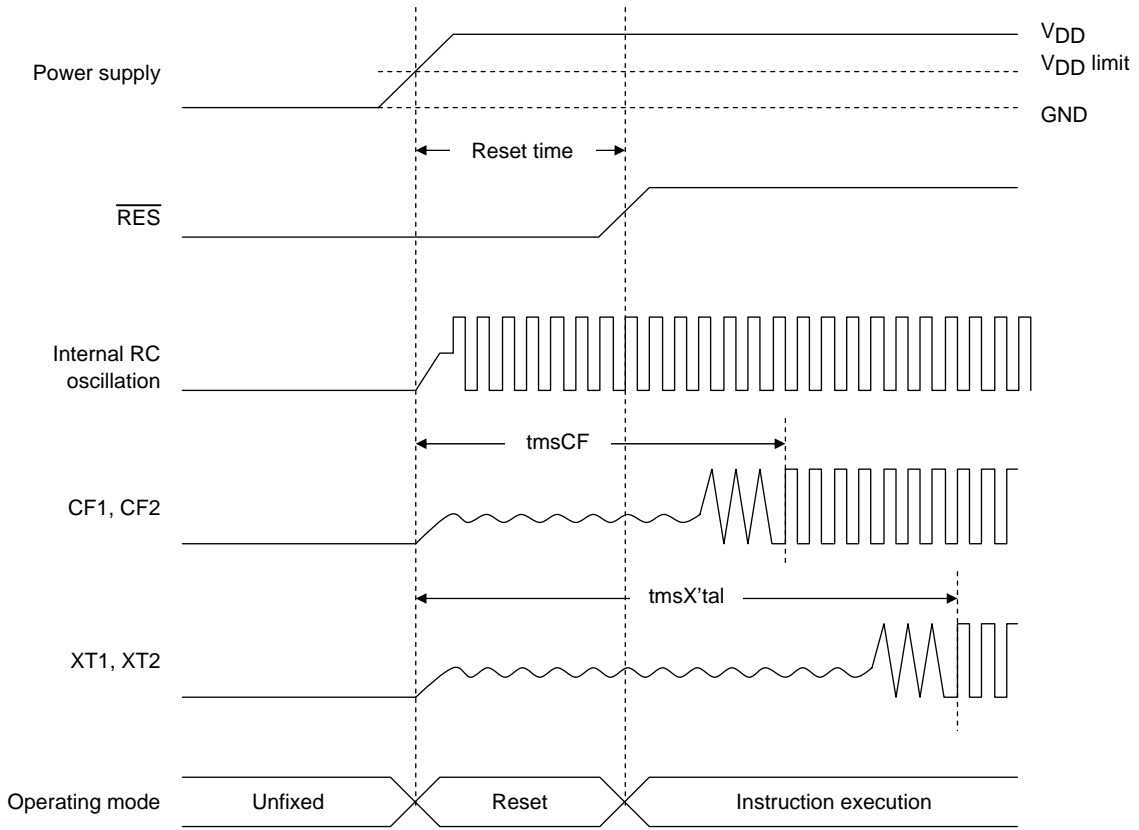 VDD
Power supply
VDD limit
GND
Reset time
RES
Internal RC
oscillation
tmsCF
CF1, CF2
tmsX'tal
XT1, XT2
Operating mode
Unfixed
Reset
Instruction execution